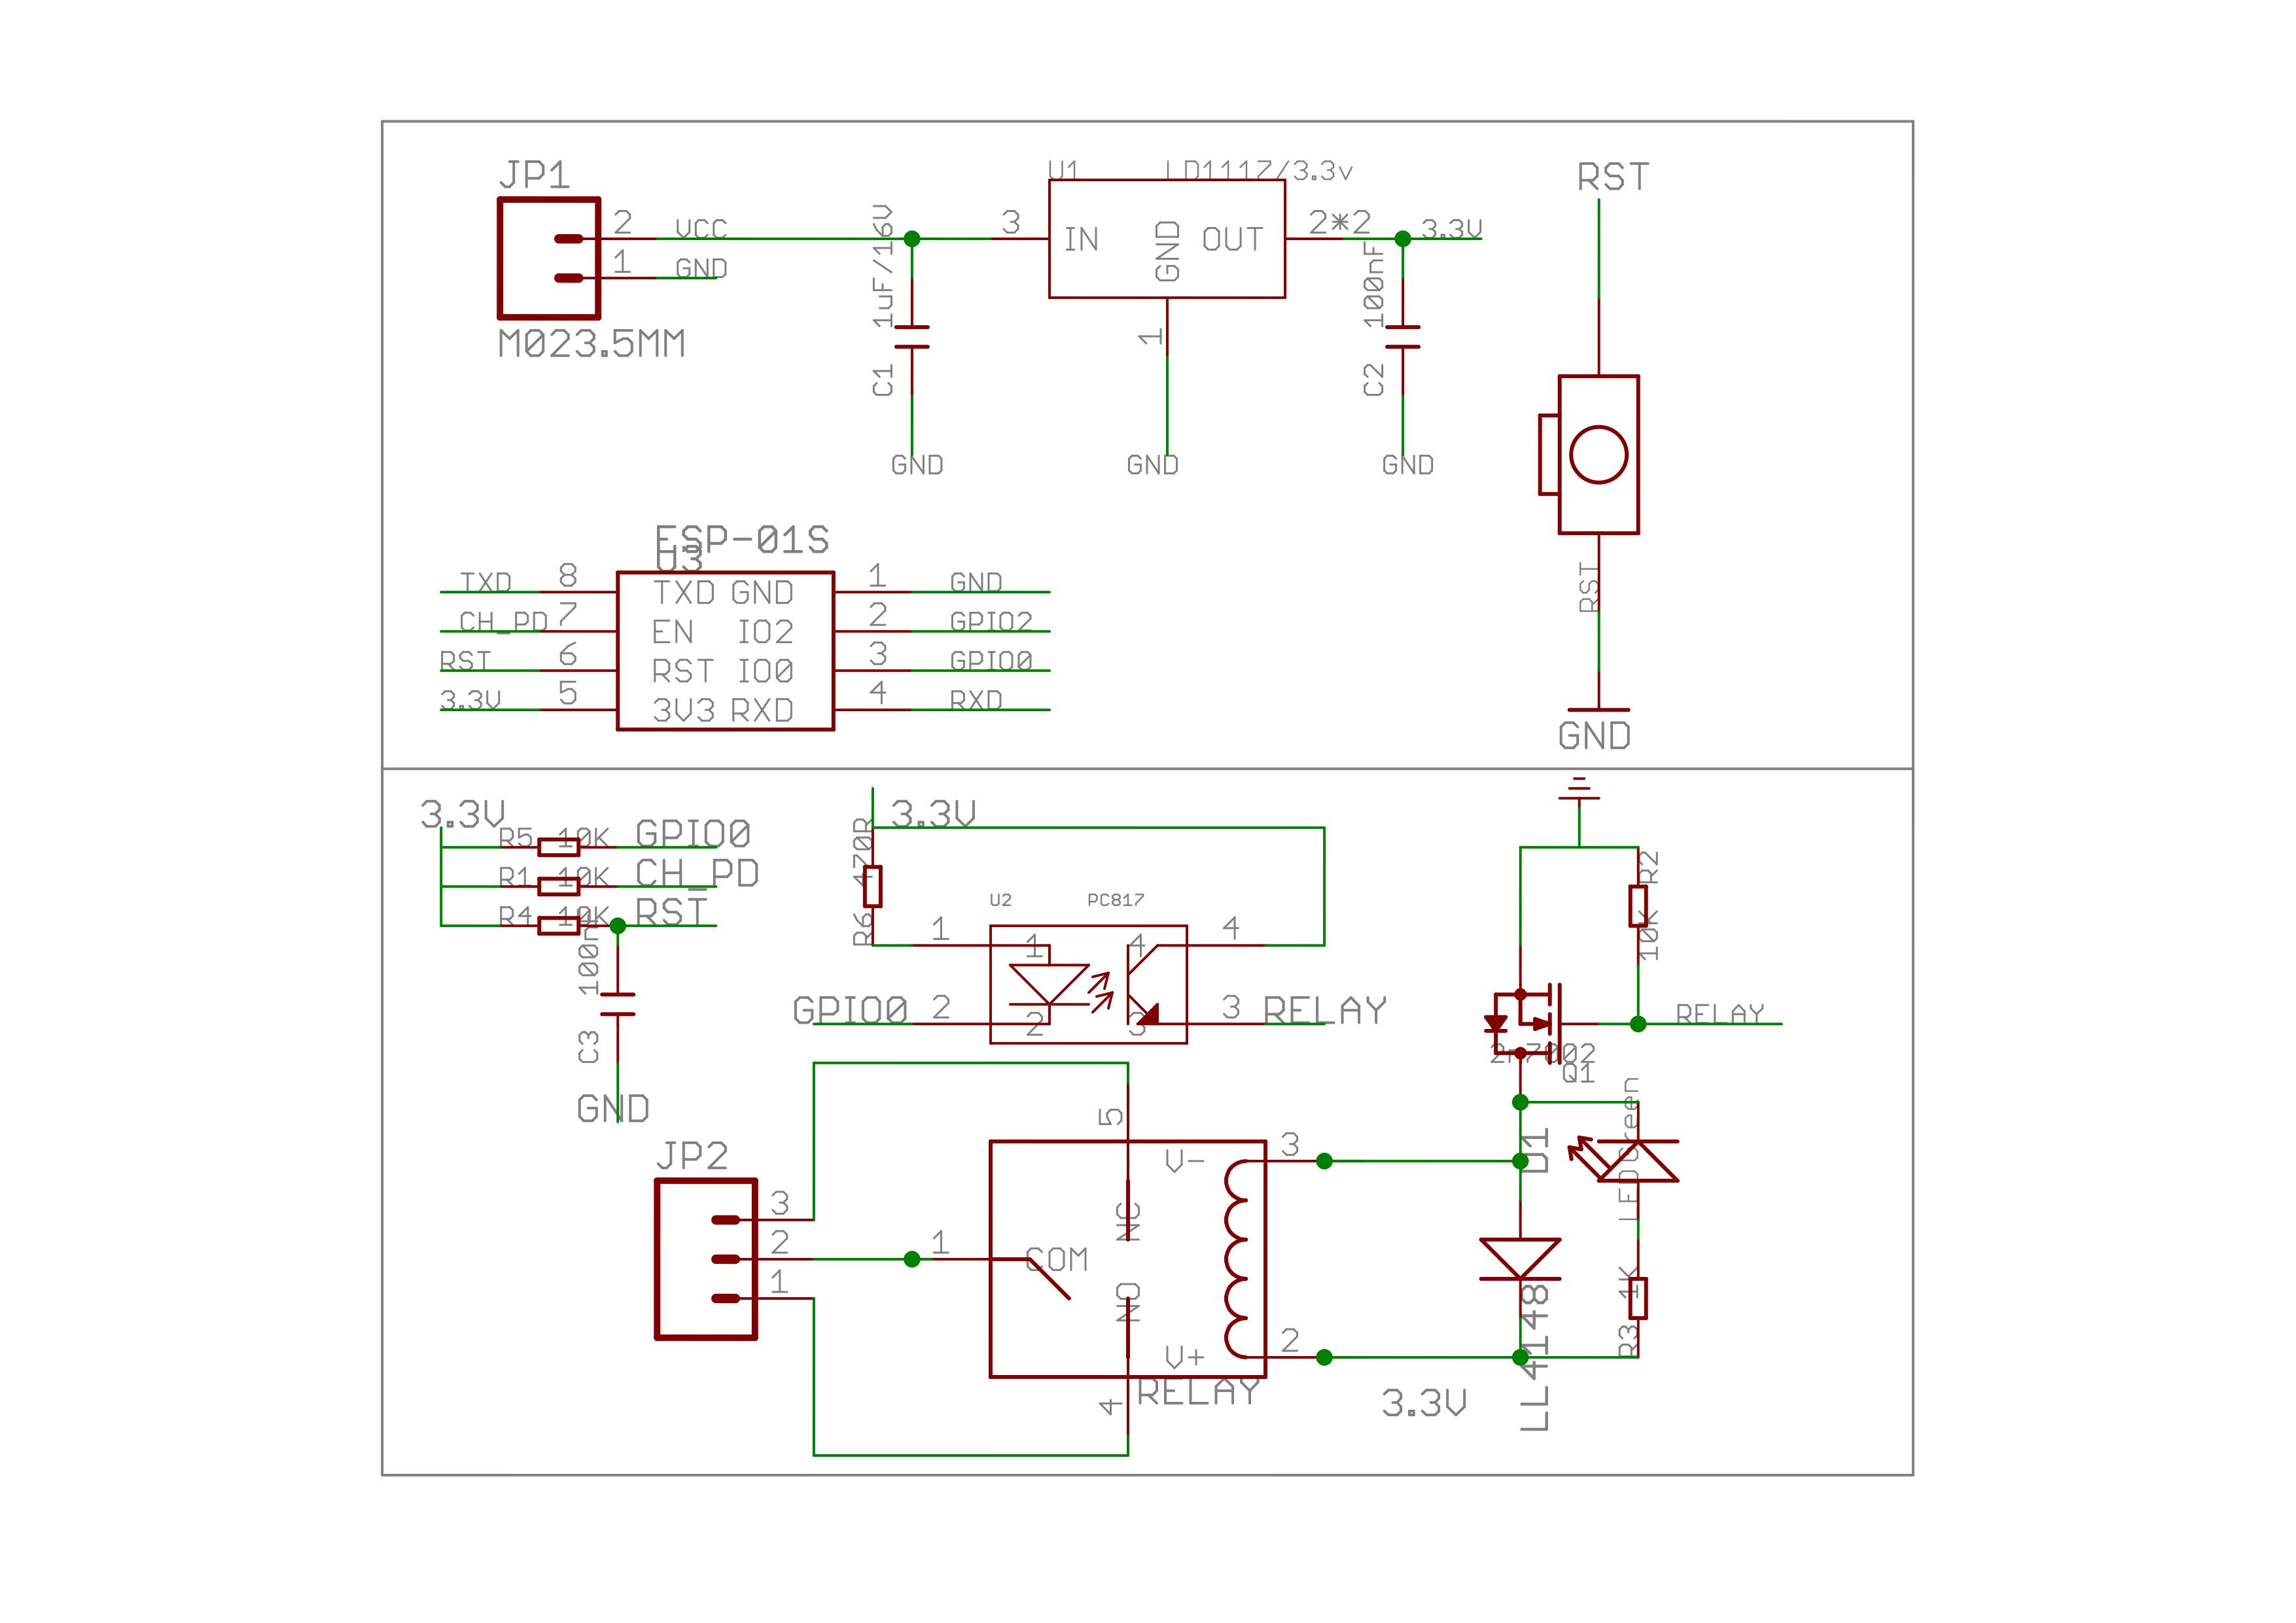 JP1
2 VCC
1 GND
M023.5MM
1uF/16V
C1
GND
U1 LD1117/3.3v
3 IN GND OUT 2*2
1
GND
3.3V
100nF
C2
GND
RST
RST
GND
ESP-01S
U3
TXD 8 TXD GND 1 GND
CH_PD 7 EN IO2 2 GPIO2
RST 6 RST IO0 3 GPIO0
3.3V 5 3V3 RXD 4 RXD
3.3V
R5 10K GPIO0
R1 10K CH_PD
R4 10K RST
C3
GND
3.3V
470R
R6
U2 PC817
1 1 4 4
GPIO0 2 2 3 3 RELAY
R2
10K
RELAY
Q1
JP2
3
2
1
5
V- 3
NC
1 COM
NO
V+ 2
4
RELAY
3.3V
D1
LL4148
LEDGreen
1K
R3